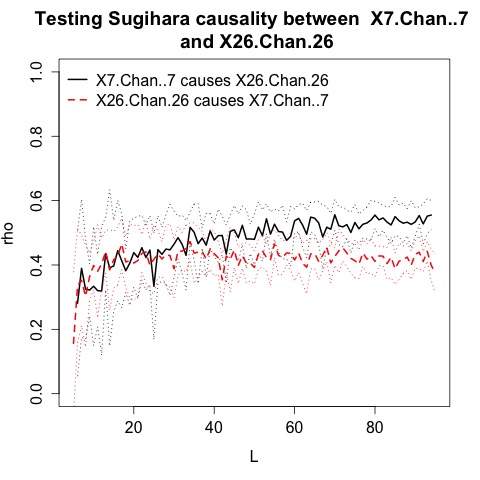 Testing Sugihara causality between  X7.Chan..7
and X26.Chan.26
X7.Chan..7 causes X26.Chan.26
X26.Chan.26 causes X7.Chan..7
rho
1.0
0.8
0.6
0.4
0.2
0.0
20 40 60 80
L